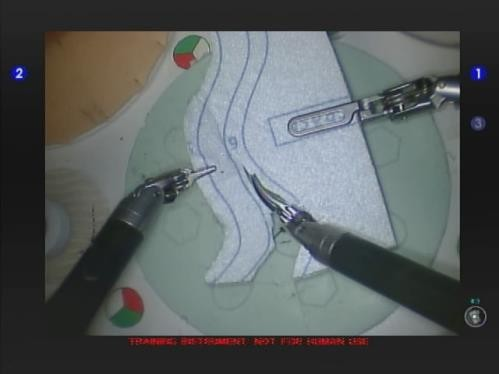 2
1
3
9
TRAINING INSTRUMENT NOT FOR HUMAN USE